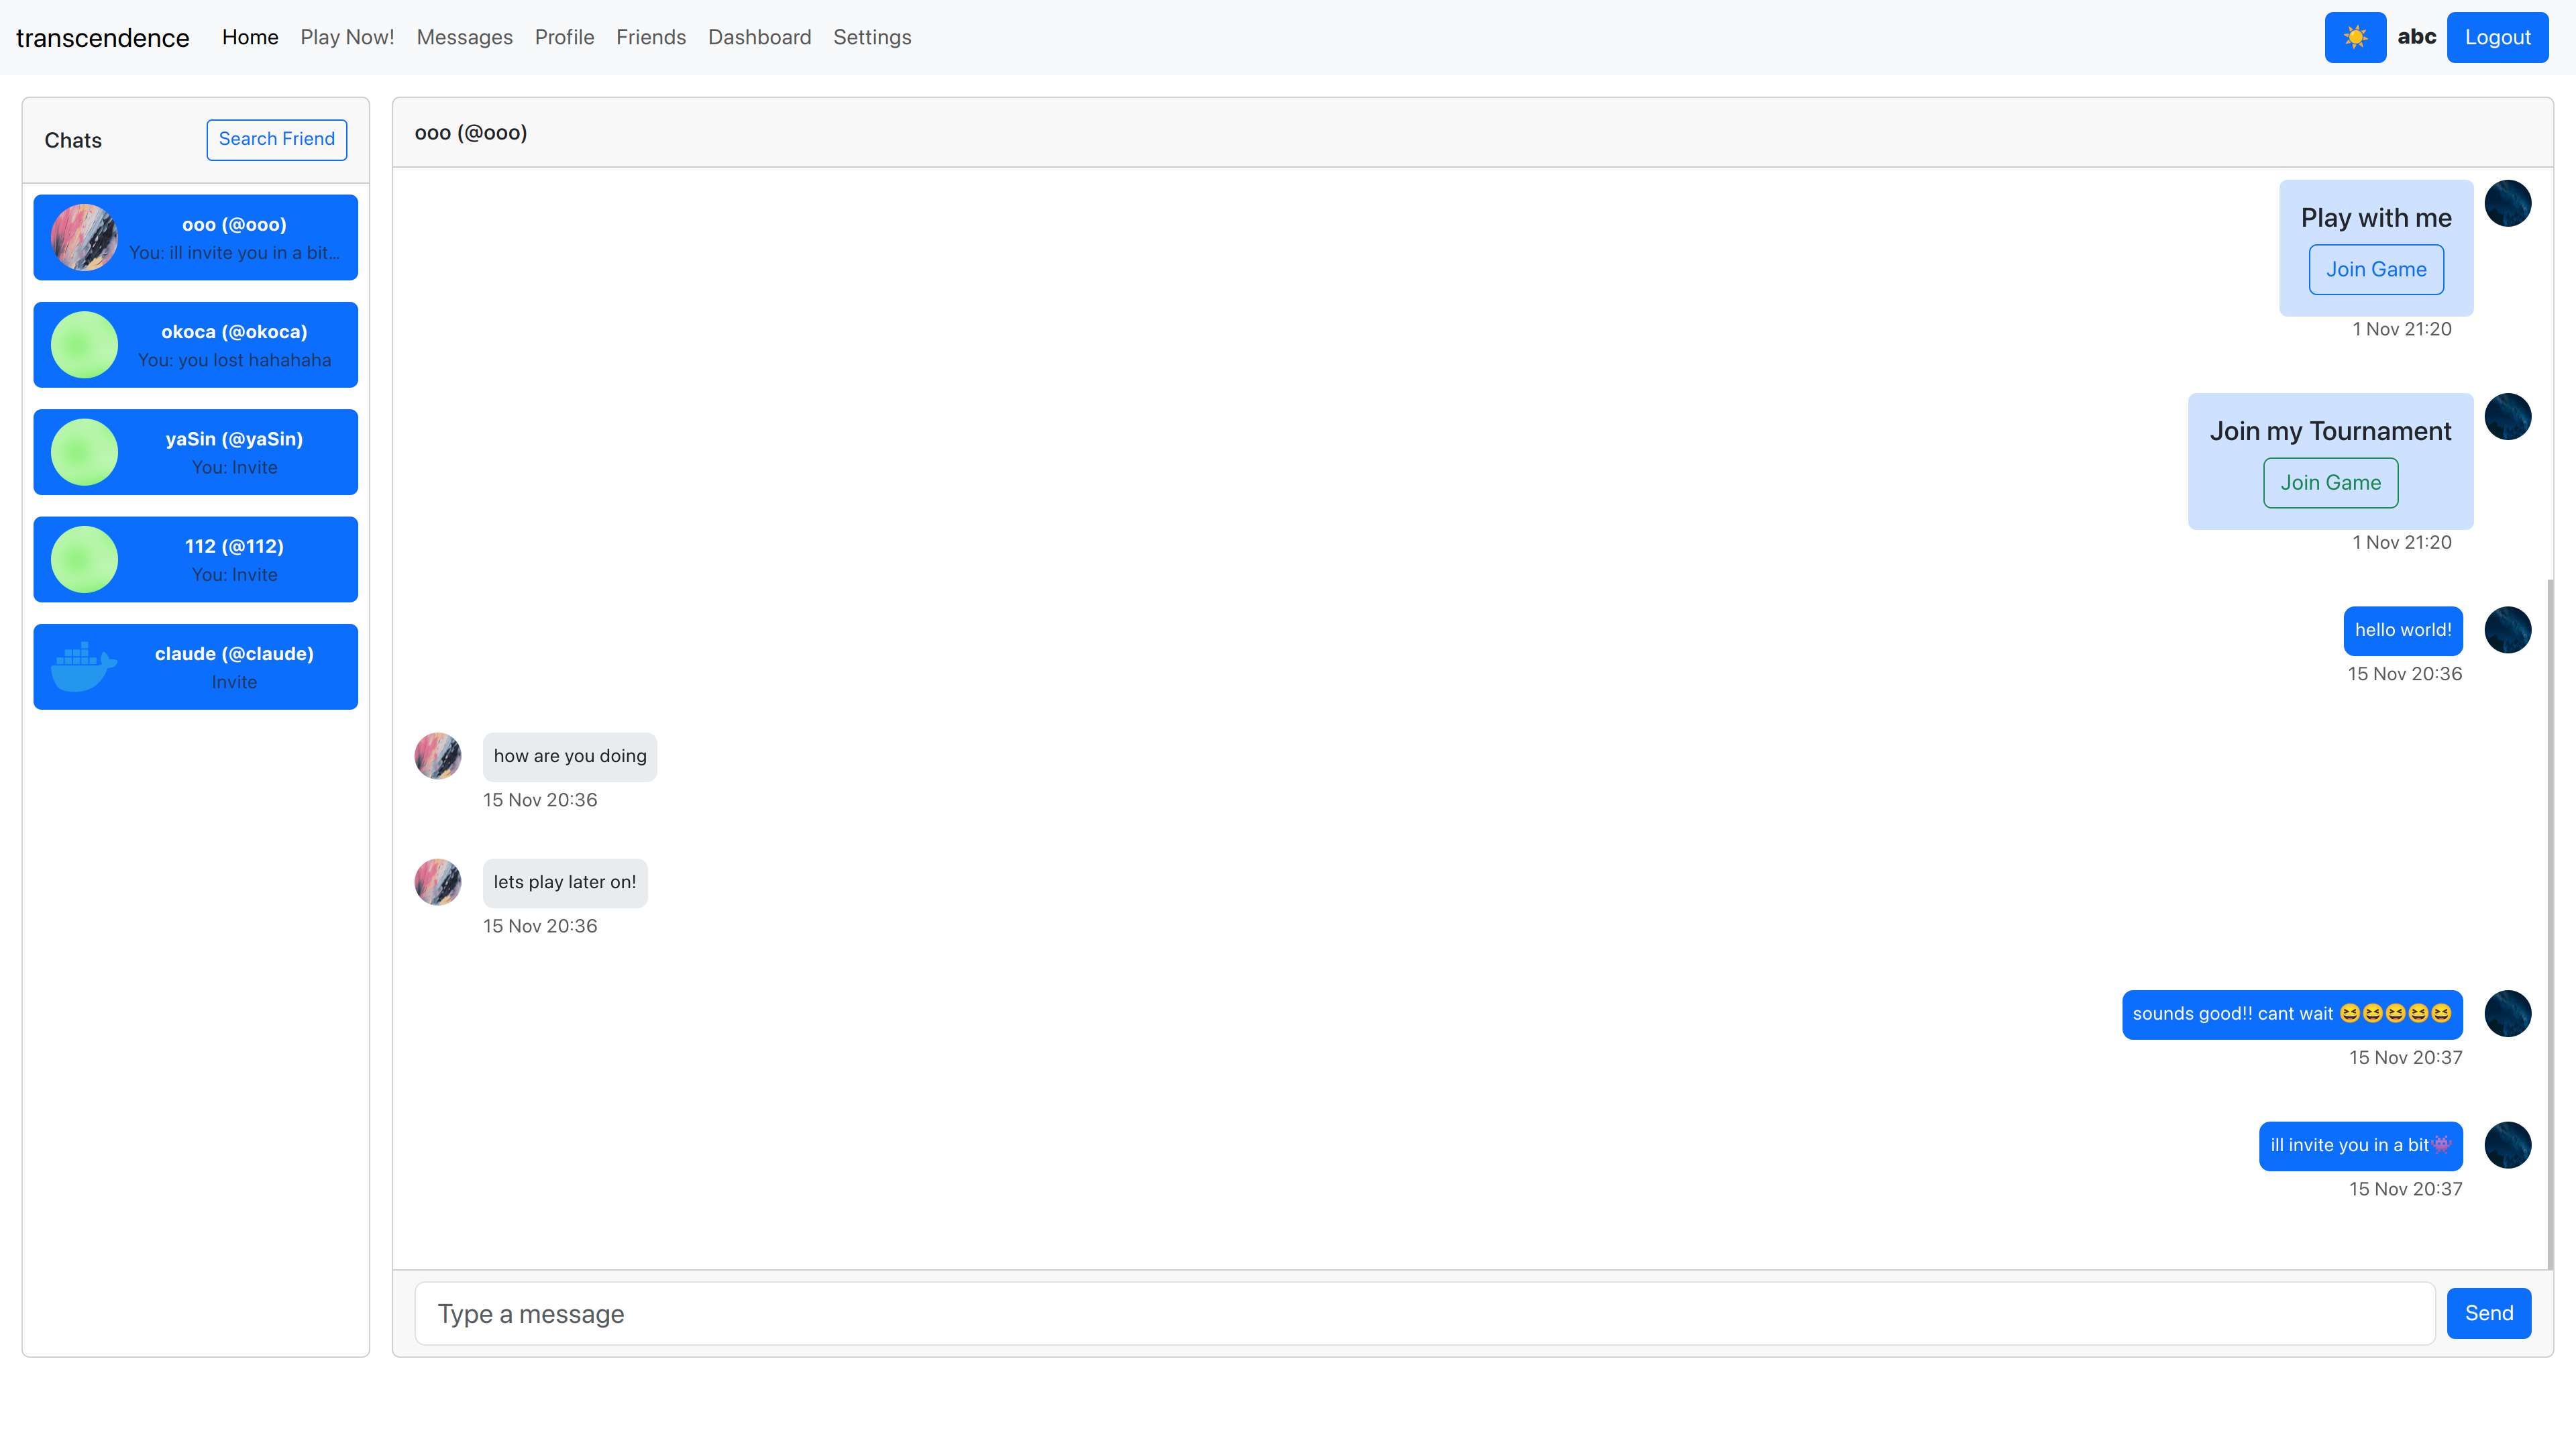 transcendence Home Play Now! Messages Profile Friends Dashboard Settings ☀️ abc Logout
Chats
Search Friend
ooo (@ooo)
You: ill invite you in a bit...
okoca (@okoca)
You: you lost hahahaha
yaSin (@yaSin)
You: Invite
112 (@112)
You: Invite
claude (@claude)
Invite
ooo (@ooo)
Play with me
Join Game
1 Nov 21:20
Join my Tournament
Join Game
1 Nov 21:20
hello world!
15 Nov 20:36
how are you doing
15 Nov 20:36
lets play later on!
15 Nov 20:36
sounds good!! cant wait 😆😆😆😆😆
15 Nov 20:37
ill invite you in a bit👾
15 Nov 20:37
Type a message
Send